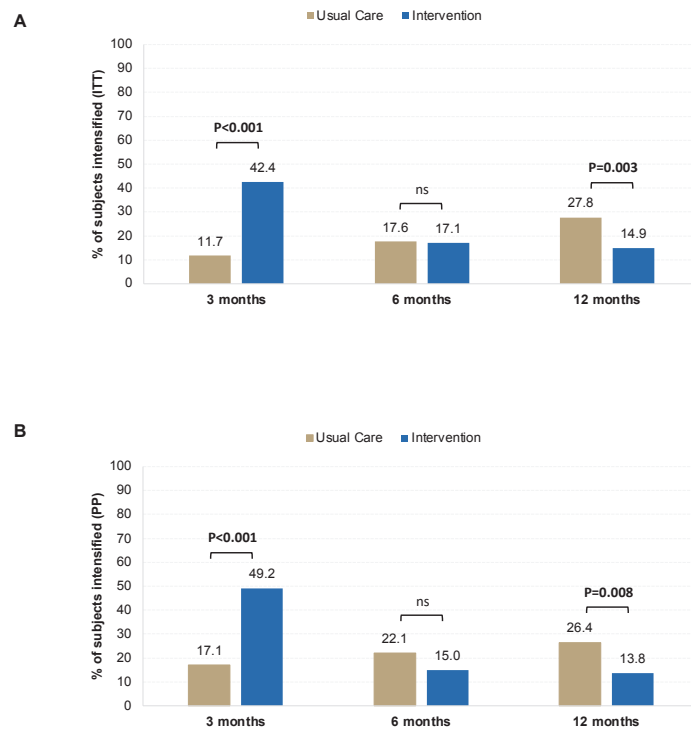 A
Usual Care Intervention
% of subjects intensified (ITT)
100
90
80
70
60
50
40
30
20
10
0
P<0.001
11.7
42.4
ns
17.6
17.1
P=0.003
27.8
14.9
3 months 6 months 12 months
B
Usual Care Intervention
% of subjects intensified (PP)
100
90
80
70
60
50
40
30
20
10
0
P<0.001
17.1
49.2
ns
22.1
15.0
P=0.008
26.4
13.8
3 months 6 months 12 months